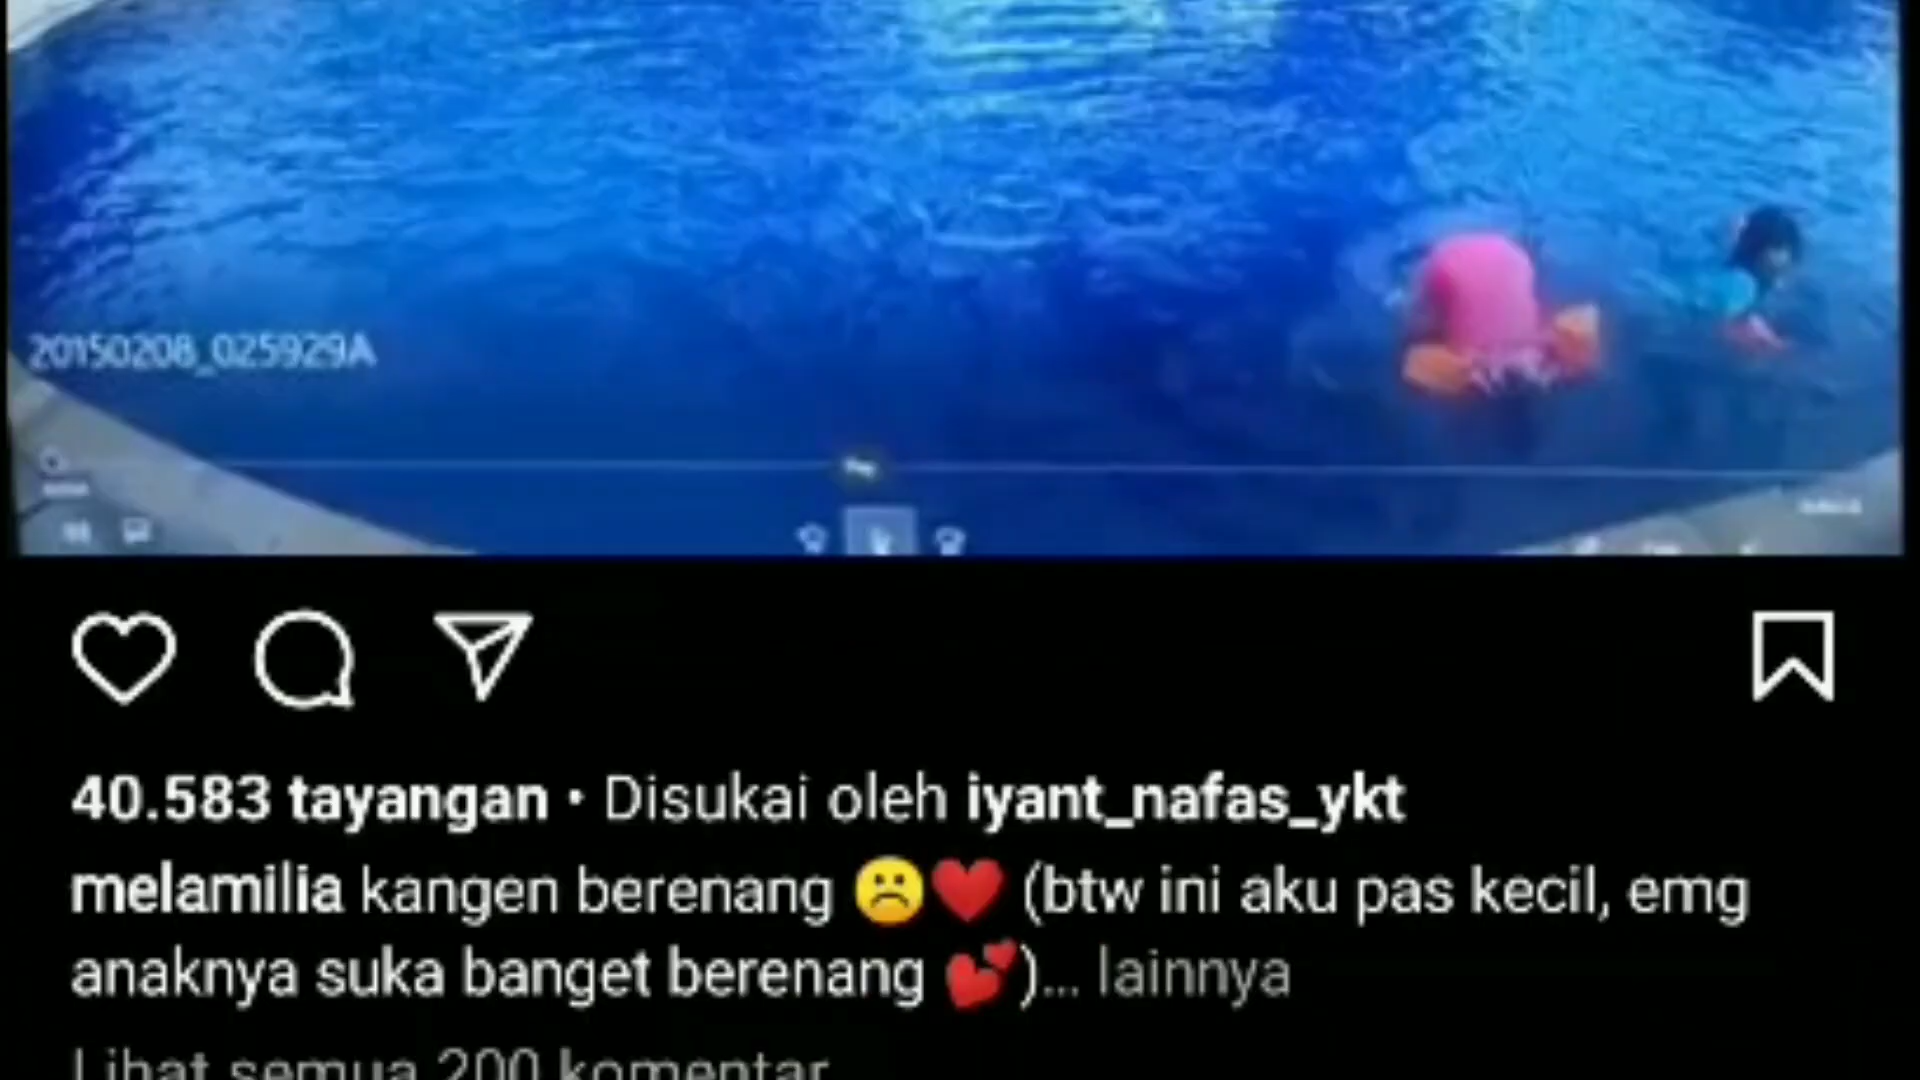 20150208_025929A
40.583 tayangan • Disukai oleh iyant_nafas_ykt
melamilia kangen berenang ☹️❤️ (btw ini aku pas kecil, emg
anaknya suka banget berenang 💕)... lainnya
Lihat semua 200 komentar